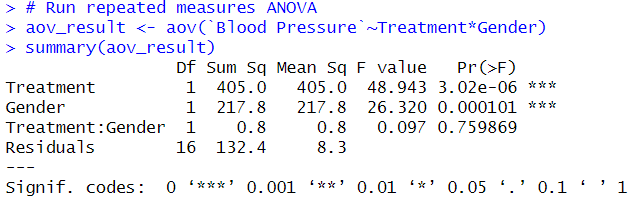 > # Run repeated measures ANOVA
> aov_result <- aov(`Blood Pressure`~Treatment*Gender)
> summary(aov_result)
                 Df Sum Sq Mean Sq F value   Pr(>F)    
Treatment         1  405.0   405.0  48.943 3.02e-06 ***
Gender            1  217.8   217.8  26.320 0.000101 ***
Treatment:Gender  1    0.8     0.8   0.097 0.759869    
Residuals        16  132.4     8.3                     
---
Signif. codes:  0 ‘***’ 0.001 ‘**’ 0.01 ‘*’ 0.05 ‘.’ 0.1 ‘ ’ 1